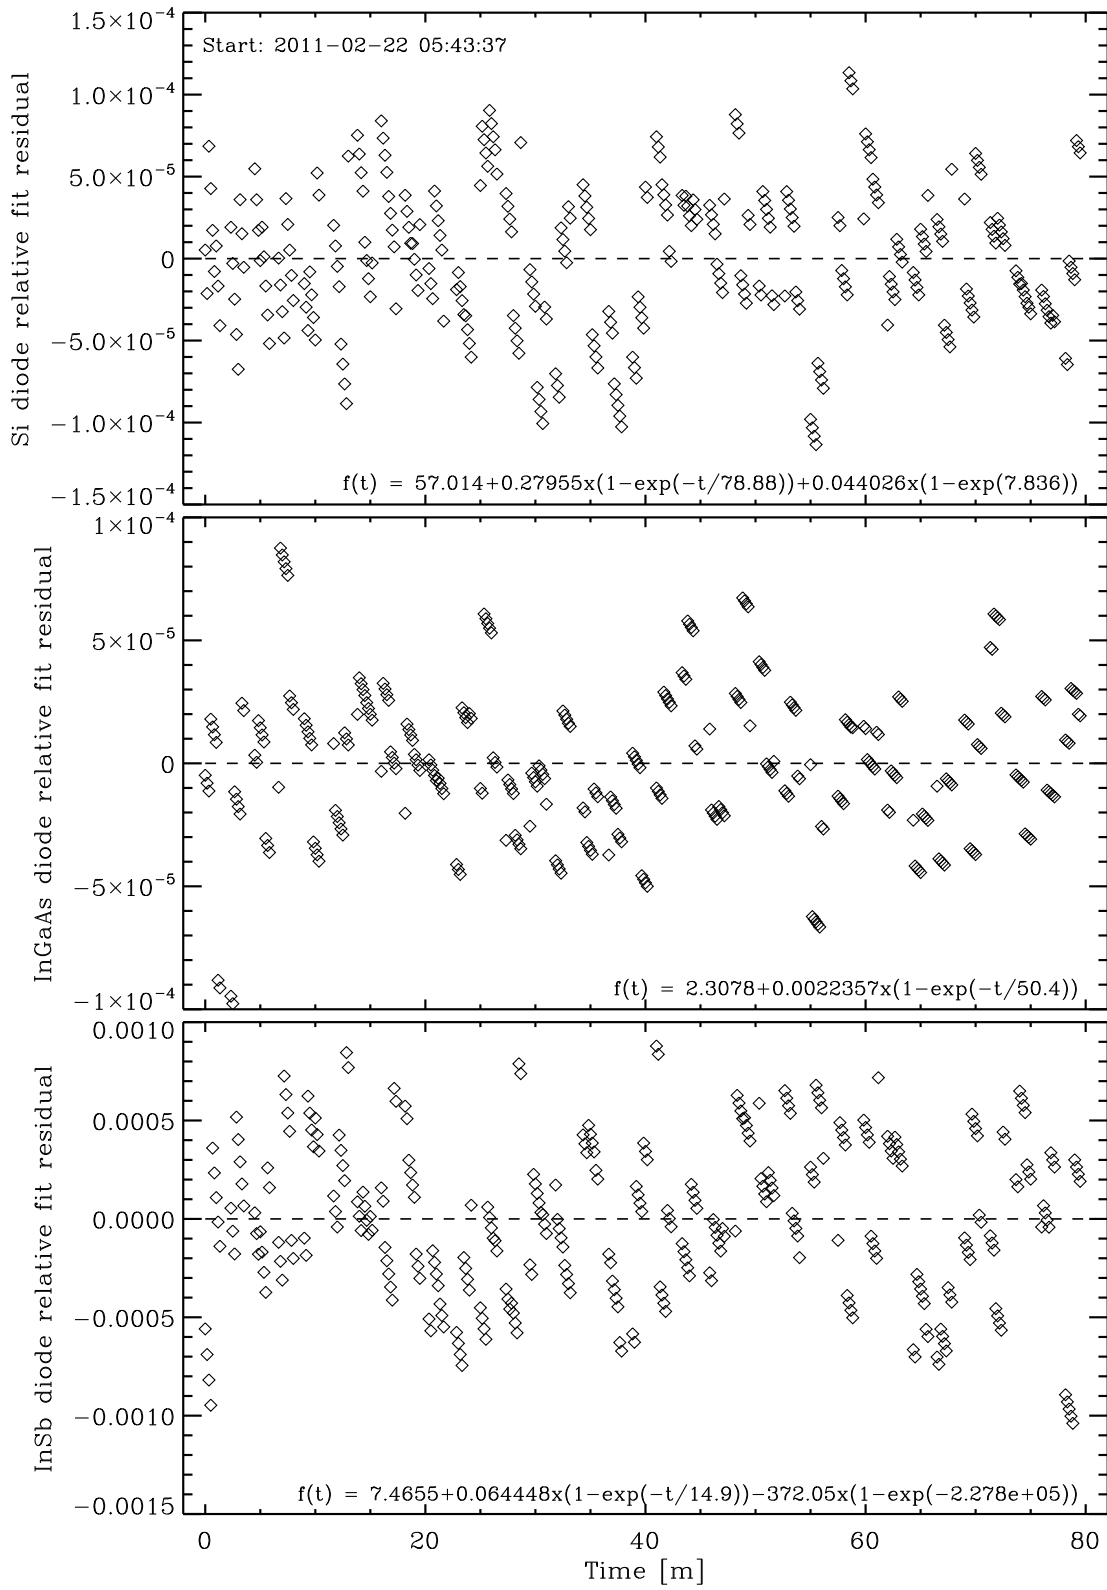 Si diode relative fit residual
1.5×10⁻⁴
1.0×10⁻⁴
5.0×10⁻⁵
0
−5.0×10⁻⁵
−1.0×10⁻⁴
−1.5×10⁻⁴
Start: 2011−02−22 05:43:37
f(t) = 57.014+0.27955x(1−exp(−t/78.88))+0.044026x(1−exp(7.836))
InGaAs diode relative fit residual
1×10⁻⁴
5×10⁻⁵
0
−5×10⁻⁵
−1×10⁻⁴
f(t) = 2.3078+0.0022357x(1−exp(−t/50.4))
InSb diode relative fit residual
0.0010
0.0005
0.0000
−0.0005
−0.0010
−0.0015
f(t) = 7.4655+0.064448x(1−exp(−t/14.9))−372.05x(1−exp(−2.278e+05))
0 20 40 60 80
Time [m]